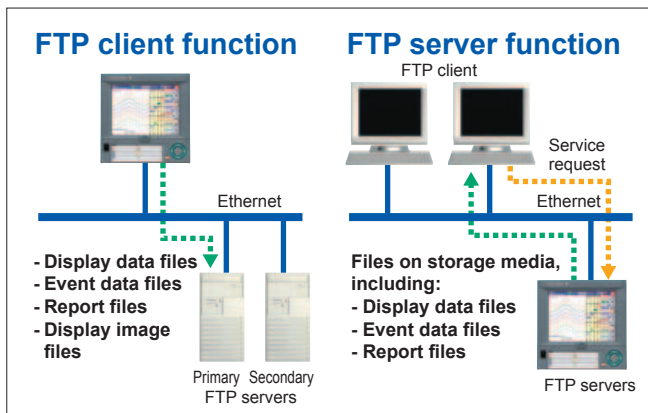 FTP client function
Ethernet
- Display data files
- Event data files
- Report files
- Display image
files
Primary Secondary
FTP servers
FTP server function
FTP client
Service
request
Ethernet
Files on storage media,
including:
- Display data files
- Event data files
- Report files
FTP servers